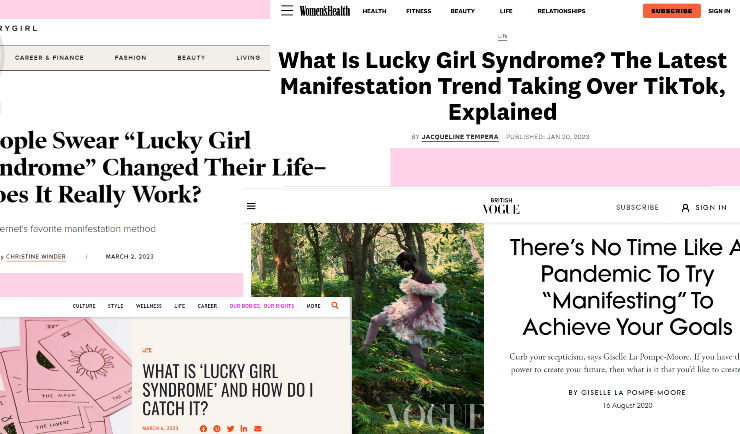 RYGIRL
CAREER & FINANCE FASHION BEAUTY LIVING
ople Swear “Lucky Girl
ndrome” Changed Their Life–
oes It Really Work?
ernet's favorite manifestation method
y CHRISTINE WINDER / MARCH 2, 2023
Women'sHealth HEALTH FITNESS BEAUTY LIFE RELATIONSHIPS SUBSCRIBE SIGN IN
Life
What Is Lucky Girl Syndrome? The Latest
Manifestation Trend Taking Over TikTok,
Explained
BY JACQUELINE TEMPERA PUBLISHED: JAN 20, 2023
BRITISH
VOGUE
SUBSCRIBE SIGN IN
There's No Time Like A
Pandemic To Try
“Manifesting” To
Achieve Your Goals
Curb your scepticism, says Giselle La Pompe-Moore. If you have th
power to create your future, then what is it that you'd like to create
BY GISELLE LA POMPE-MOORE
16 August 2020
VOGUE
CULTURE STYLE WELLNESS LIFE CAREER OUR BODIES, OUR RIGHTS MORE
LIFE
WHAT IS ‘LUCKY GIRL
SYNDROME’ AND HOW DO I
CATCH IT?
MARCH 6, 2023
THE MOON
THE LOVERS